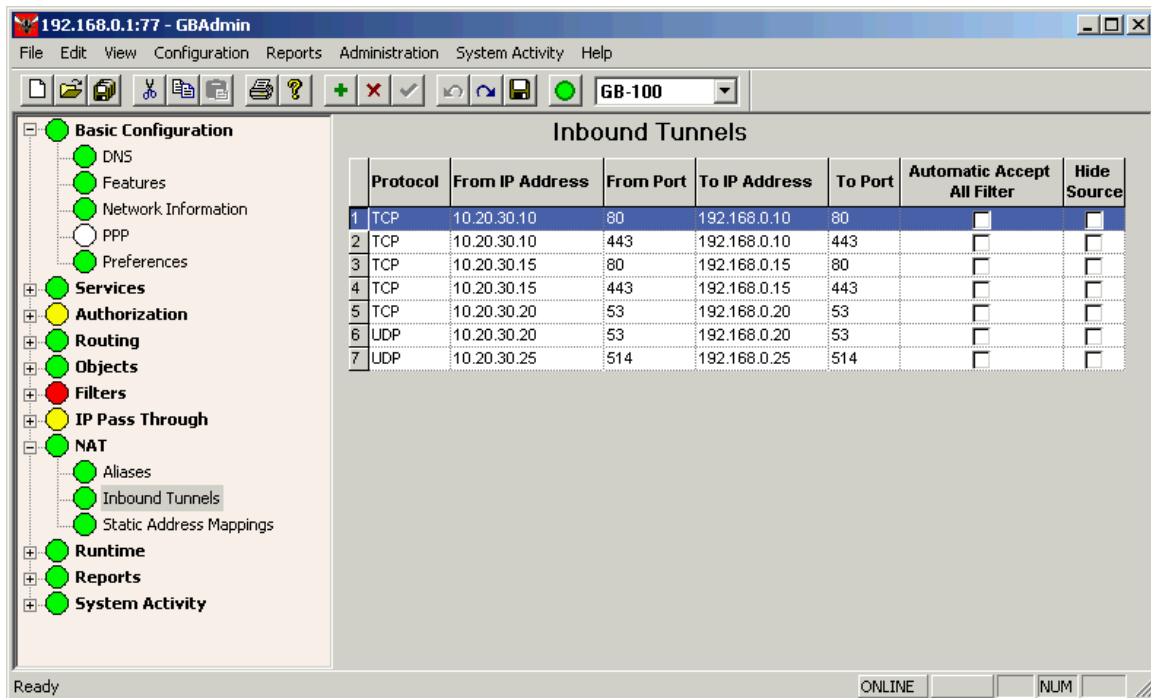 192.168.0.1:77 - GBAdmin
File Edit View Configuration Reports Administration System Activity Help
GB-100
Basic Configuration
DNS
Features
Network Information
PPP
Preferences
Services
Authorization
Routing
Objects
Filters
IP Pass Through
NAT
Aliases
Inbound Tunnels
Static Address Mappings
Runtime
Reports
System Activity
Inbound Tunnels
Protocol From IP Address From Port To IP Address To Port Automatic Accept All Filter Hide Source
1 TCP 10.20.30.10 80 192.168.0.10 80
2 TCP 10.20.30.10 443 192.168.0.10 443
3 TCP 10.20.30.15 80 192.168.0.15 80
4 TCP 10.20.30.15 443 192.168.0.15 443
5 TCP 10.20.30.20 53 192.168.0.20 53
6 UDP 10.20.30.20 53 192.168.0.20 53
7 UDP 10.20.30.25 514 192.168.0.25 514
Ready ONLINE NUM